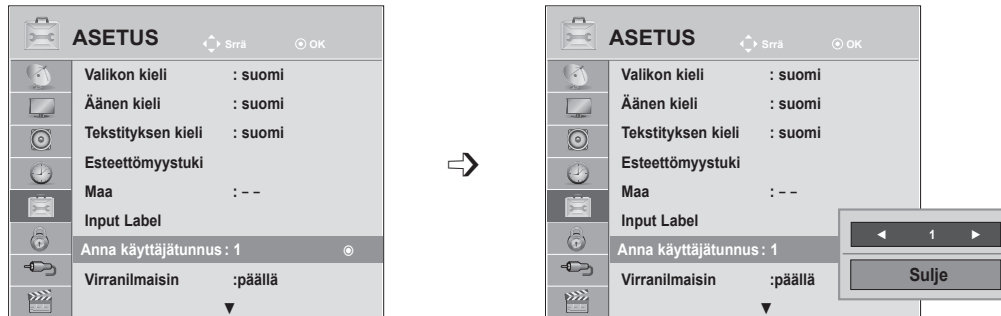 ASETUS Srrä OK
Valikon kieli : suomi
Äänen kieli : suomi
Tekstityksen kieli : suomi
Esteettömyystuki
Maa : – –
Input Label
Anna käyttäjätunnus : 1
Virranilmaisin :päällä
▼
ASETUS Srrä OK
Valikon kieli : suomi
Äänen kieli : suomi
Tekstityksen kieli : suomi
Esteettömyystuki
Maa : – –
Input Label
Anna käyttäjätunnus : 1
Virranilmaisin :päällä
▼
◄ 1 ►
Sulje